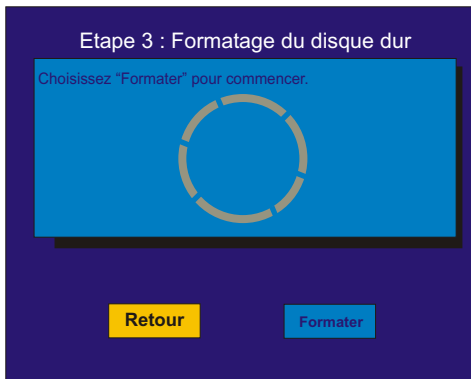 Etape 3 : Formatage du disque dur
Choisissez “Formater” pour commencer.
Retour
Formater